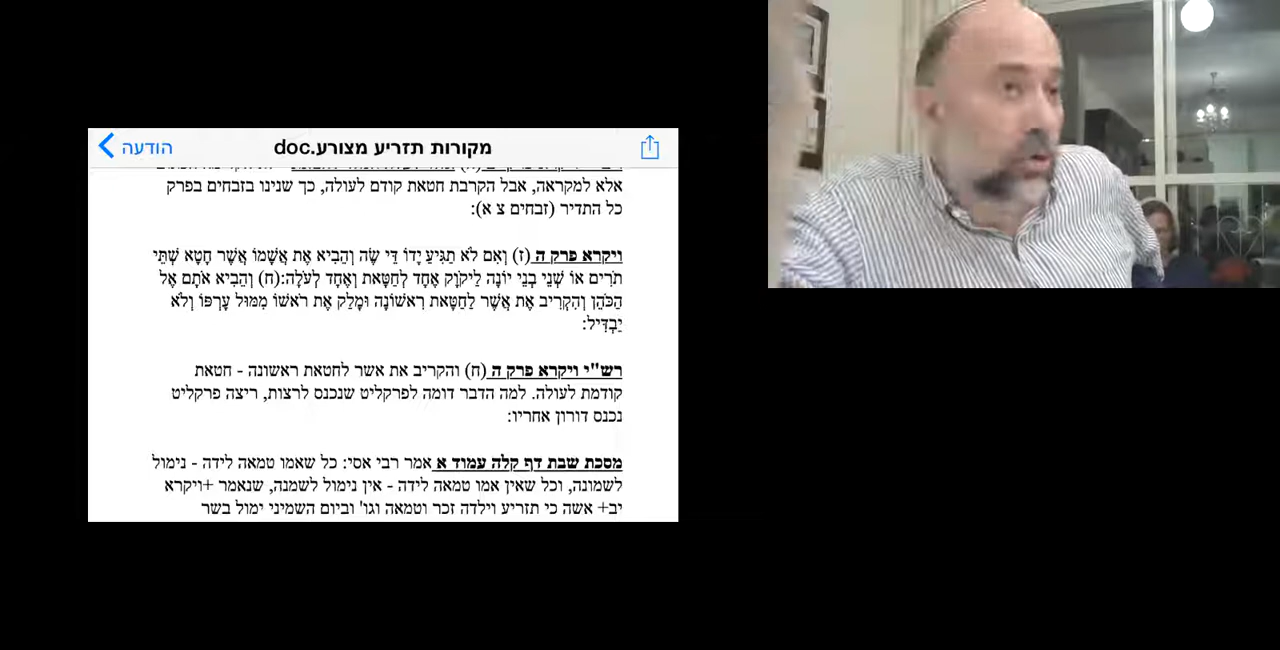 הודעה
מקורות תזריע מצורע.doc
אלא למקראה, אבל הקרבת חטאת קודם לעולה, כך שנינו בזבחים בפרק
כל התדיר (זבחים צ א):
ויקרא פרק ה (ז) וְאִם לֹא תַגִּיעַ יָדוֹ דֵּי שֶׂה וְהֵבִיא אֶת אֲשָׁמוֹ אֲשֶׁר חָטָא שְׁתֵּי
תֹרִים אוֹ שְׁנֵי בְנֵי יוֹנָה לַיקֹוָק אֶחָד לְחַטָּאת וְאֶחָד לְעֹלָה:(ח) וְהֵבִיא אֹתָם אֶל
הַכֹּהֵן וְהִקְרִיב אֶת אֲשֶׁר לַחַטָּאת רִאשׁוֹנָה וּמָלַק אֶת רֹאשׁוֹ מִמּוּל עָרְפּוֹ וְלֹא
יַבְדִּיל:
רש"י ויקרא פרק ה (ח) והקריב את אשר לחטאת ראשונה - חטאת
קודמת לעולה. למה הדבר דומה לפרקליט שנכנס לרצות, ריצה פרקליט
נכנס דורון אחריו:
מסכת שבת דף קלה עמוד א אמר רבי אסי: כל שאמו טמאה לידה - נימול
לשמונה, וכל שאין אמו טמאה לידה - אין נימול לשמנה, שנאמר +ויקרא
יב+ אשה כי תזריע וילדה זכר וטמאה וגו' וביום השמיני ימול בשר